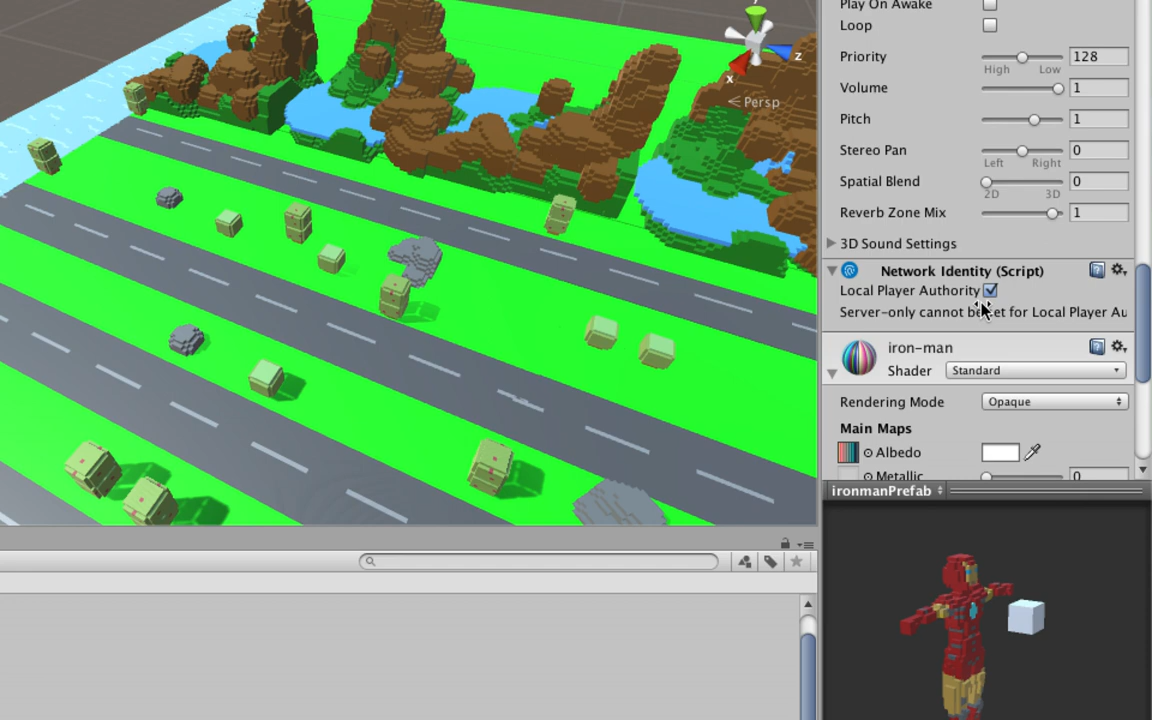 Play On Awake
Loop
Priority 128
High Low
Volume 1
Pitch 1
Stereo Pan 0
Left Right
Spatial Blend 0
2D 3D
Reverb Zone Mix 1
3D Sound Settings
Network Identity (Script)
Local Player Authority
Server-only cannot be set for Local Player Au
iron-man
Shader Standard
Rendering Mode Opaque
Main Maps
Albedo
Metallic 0
ironmanPrefab
x
z
Persp